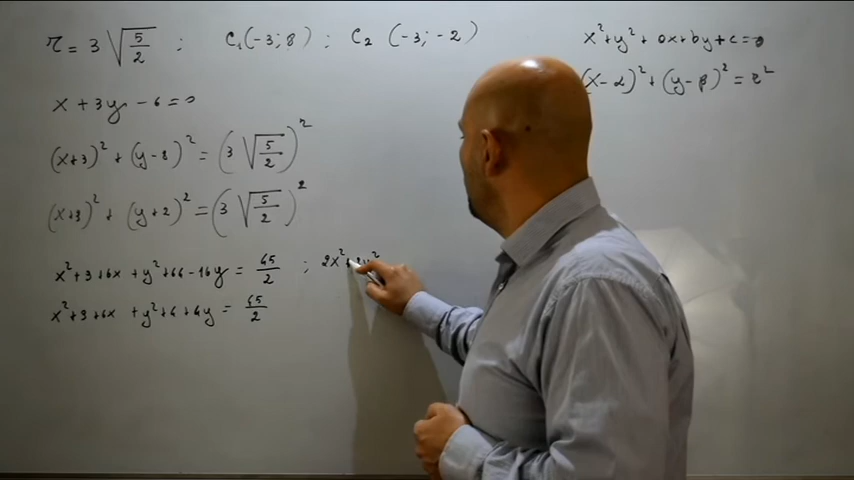 r = 3√(5/2) ; C₁(-3; 8) ; C₂ (-3; -2)
x + 3y - 6 = 0
(x+3)² + (y-8)² = (3√(5/2))²
(x+3)² + (y+2)² = (3√(5/2))²
x² + 9 + 6x + y² + 64 - 16y = 45/2 ; 2x² + 2y²
x² + 9 + 6x + y² + 4 + 4y = 45/2
x² + y² + ax + by + c = 0
(x-α)² + (y-β)² = r²